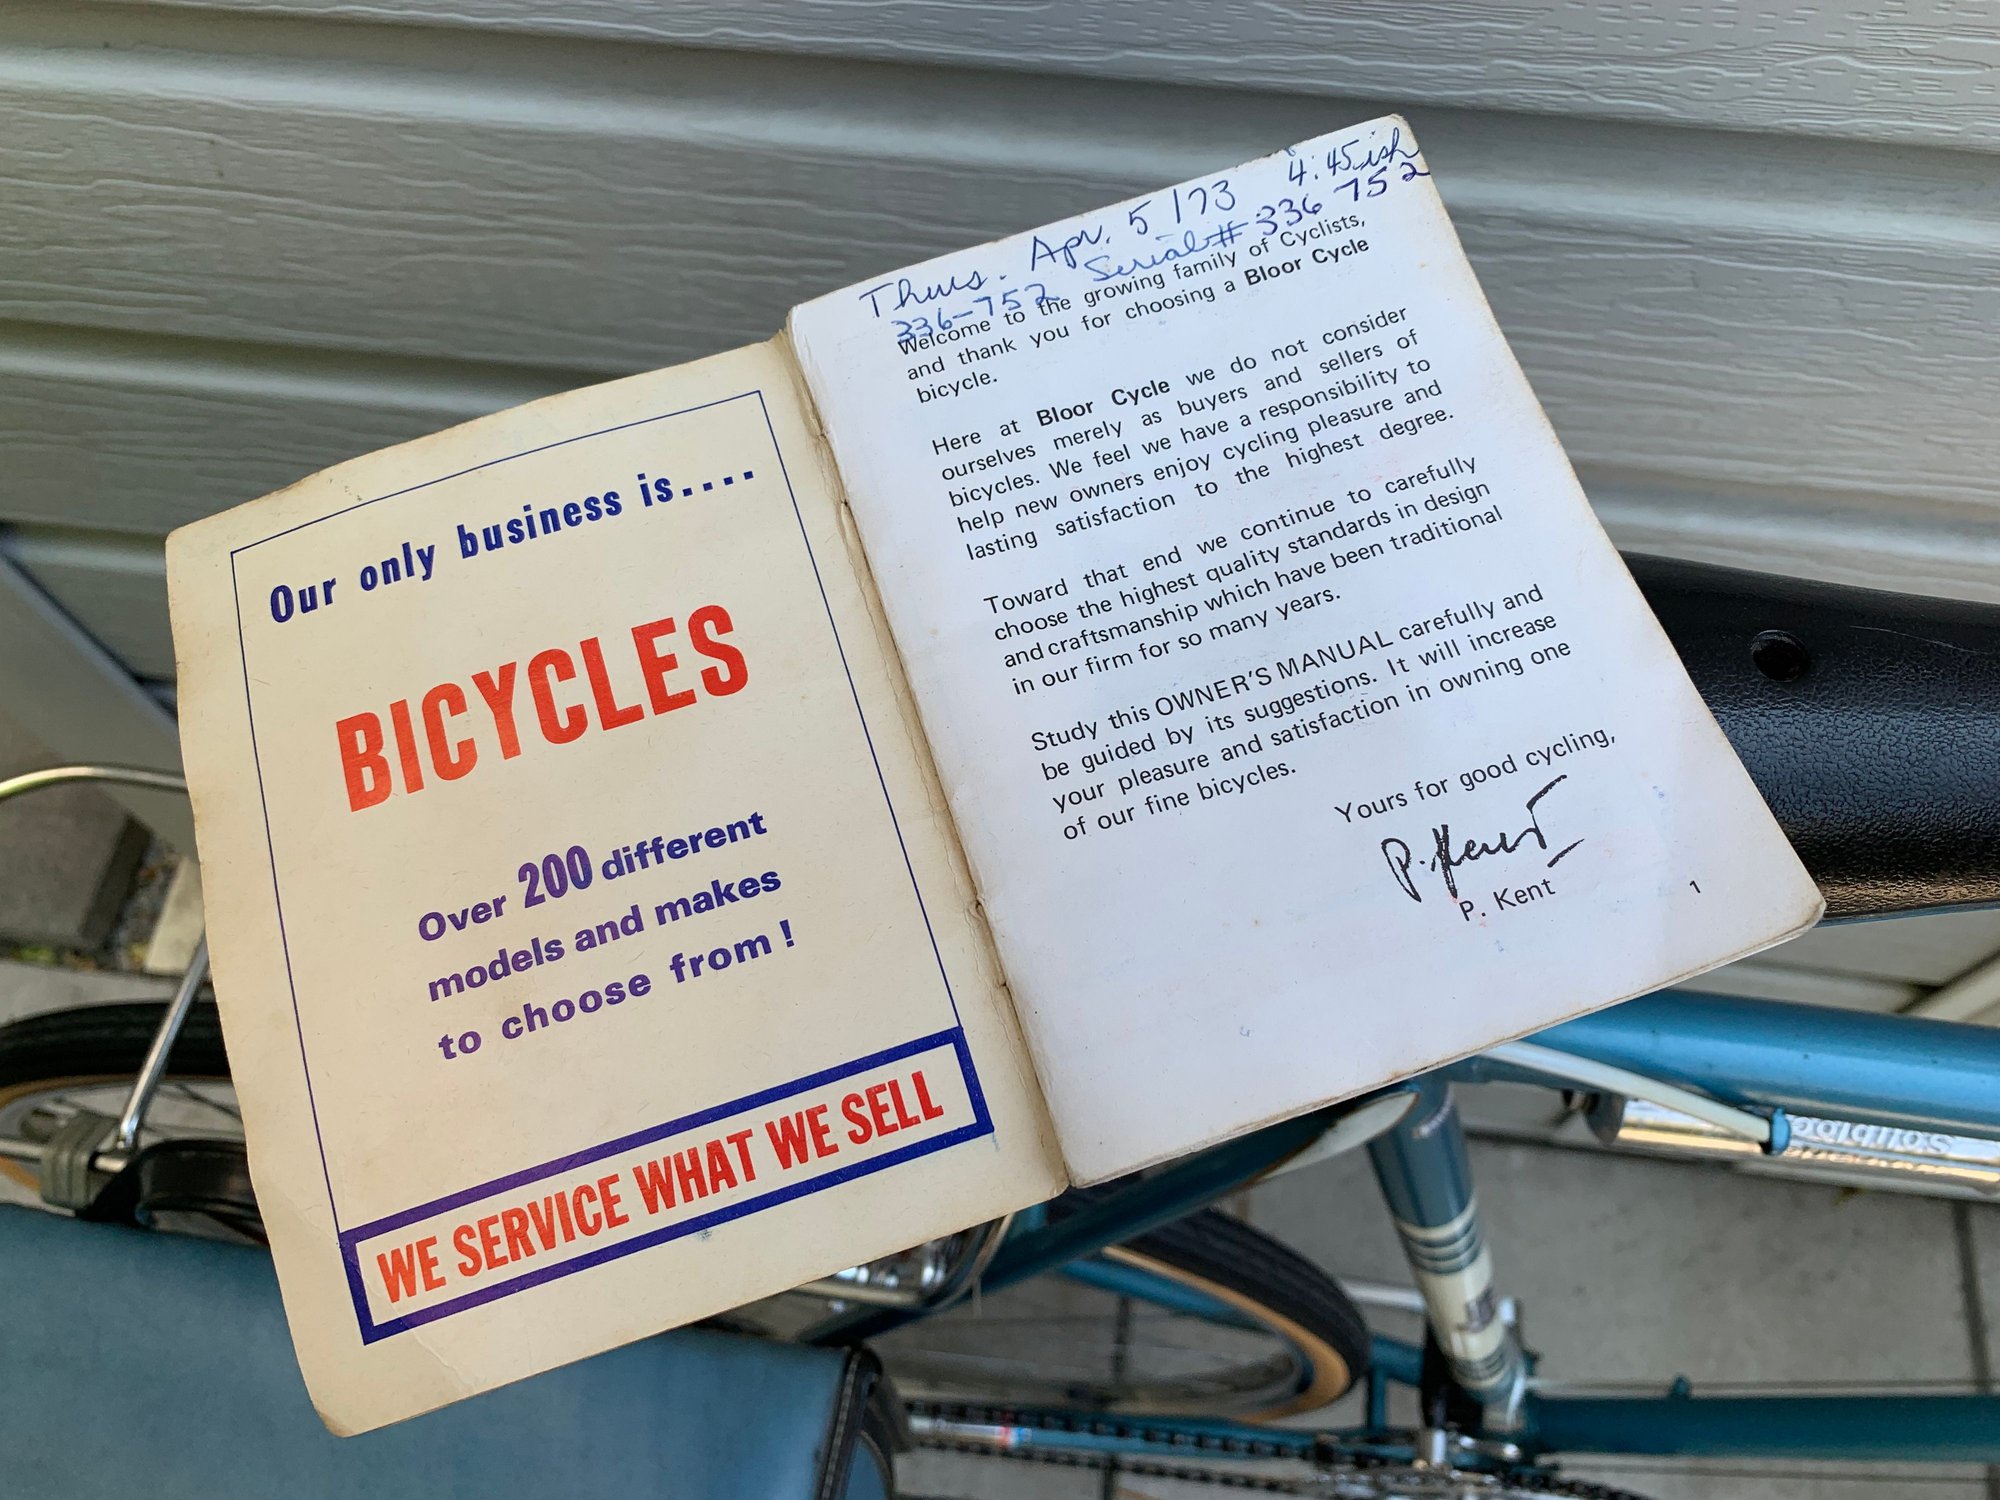 Our only business is....
BICYCLES
Over 200 different
models and makes
to choose from!
WE SERVICE WHAT WE SELL
Thurs. Apr. 5/73 4:45 ish
336-752 Serial# 336 752
Welcome to the growing family of Cyclists,
and thank you for choosing a Bloor Cycle
bicycle.
Here at Bloor Cycle we do not consider
ourselves merely as buyers and sellers of
bicycles. We feel we have a responsibility to
help new owners enjoy cycling pleasure and
lasting satisfaction to the highest degree.
Toward that end we continue to carefully
choose the highest quality standards in design
and craftsmanship which have been traditional
in our firm for so many years.
Study this OWNER'S MANUAL carefully and
be guided by its suggestions. It will increase
your pleasure and satisfaction in owning one
of our fine bicycles.
Yours for good cycling,
P. Kent
P. Kent
1